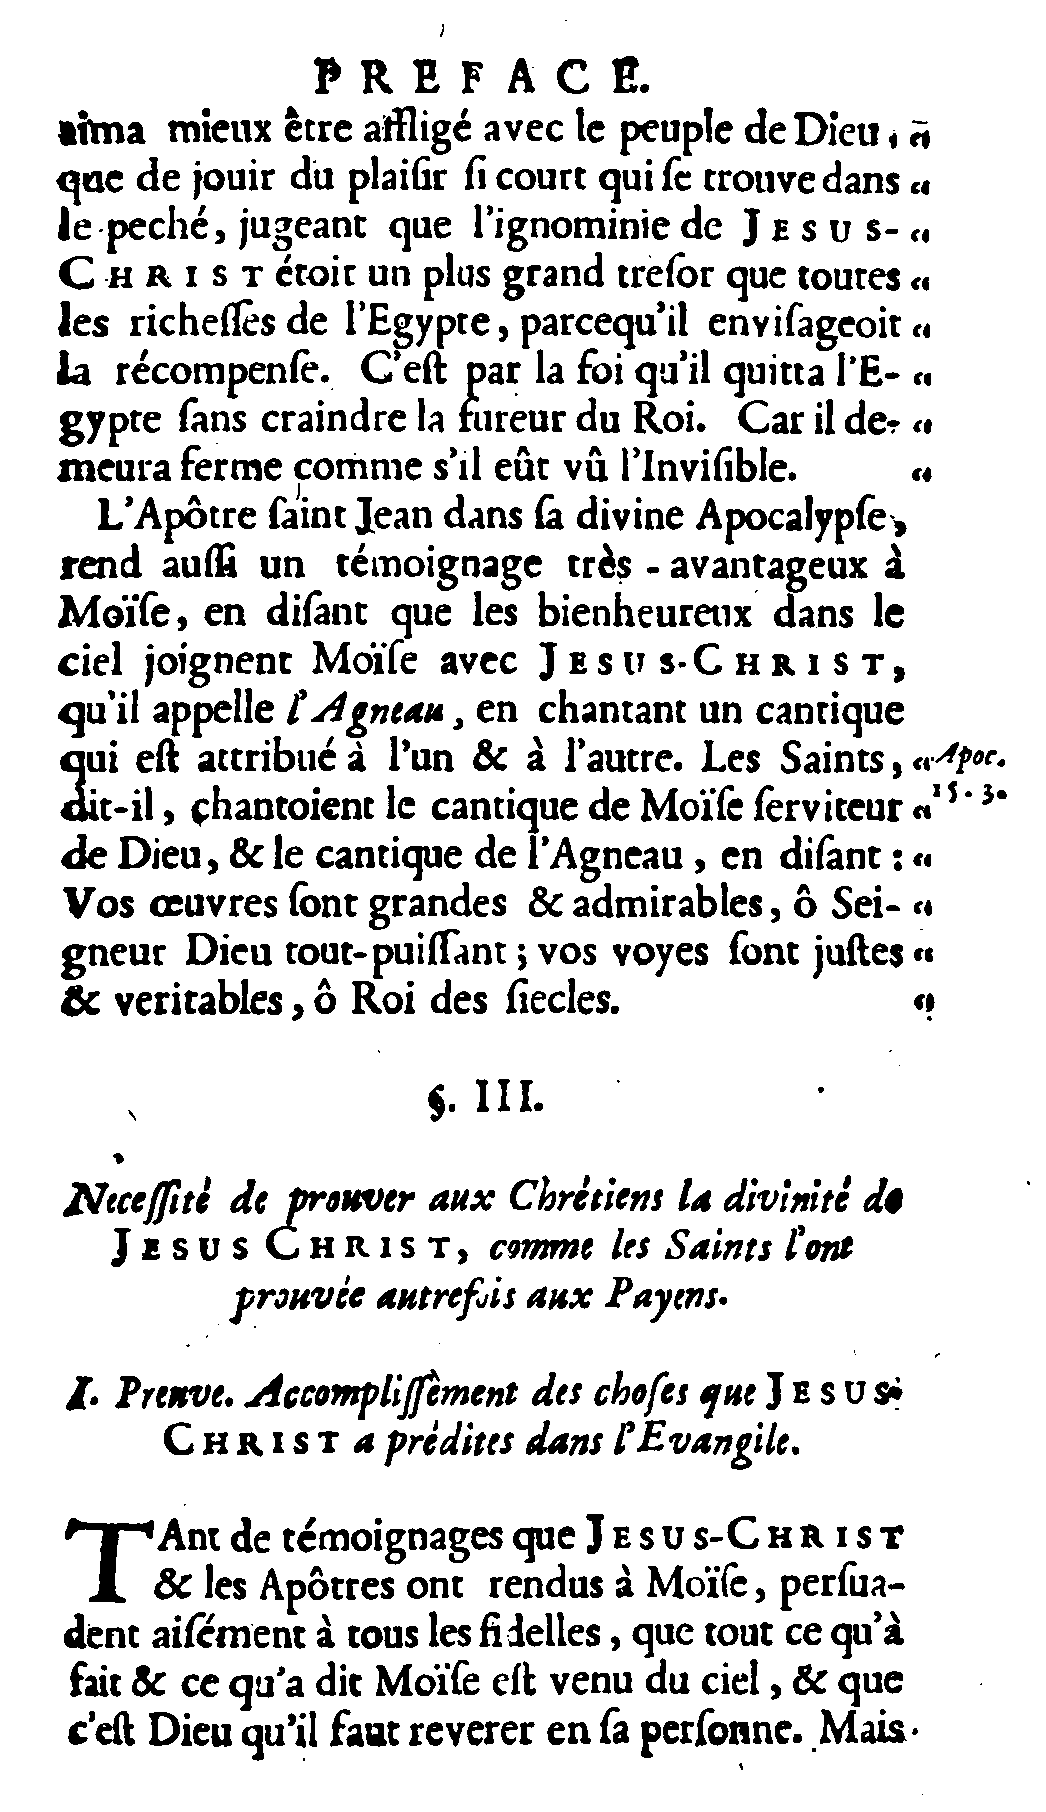 PREFACE.
aima mieux être affligé avec le peuple de Dieu, «
que de jouir du plaiſir ſi court qui ſe trouve dans «
le peché, jugeant que l'ignominie de JESUS- «
CHRIST étoit un plus grand treſor que toutes «
les richeſſes de l'Egypte, parcequ'il enviſageoit «
la récompenſe. C'eſt par la foi qu'il quitta l'E- «
gypte ſans craindre la fureur du Roi. Car il de- «
meura ferme comme s'il eût vû l'Inviſible. «
L'Apôtre ſaint Jean dans ſa divine Apocalypſe,
rend auſſi un témoignage très-avantageux à
Moïſe, en diſant que les bienheureux dans le
ciel joignent Moïſe avec JESUS-CHRIST,
qu'il appelle l'Agneau, en chantant un cantique
qui eſt attribué à l'un & à l'autre. Les Saints, « Apoc.
dit-il, chantoient le cantique de Moïſe ſerviteur « 15. 3.
de Dieu, & le cantique de l'Agneau, en diſant : «
Vos œuvres ſont grandes & admirables, ô Sei- «
gneur Dieu tout-puiſſant ; vos voyes ſont juſtes «
& veritables, ô Roi des ſiecles. «
§. III.
Neceſſité de prouver aux Chrétiens la divinité de
JESUS CHRIST, comme les Saints l'ont
prouvée autrefois aux Payens.
I. Preuve. Accompliſſement des choſes que JESUS-
CHRIST a prédites dans l'Evangile.
TAnt de témoignages que JESUS-CHRIST
& les Apôtres ont rendus à Moïſe, perſua-
dent aiſément à tous les fidelles, que tout ce qu'à
fait & ce qu'a dit Moïſe eſt venu du ciel, & que
c'eſt Dieu qu'il faut reverer en ſa perſonne. Mais